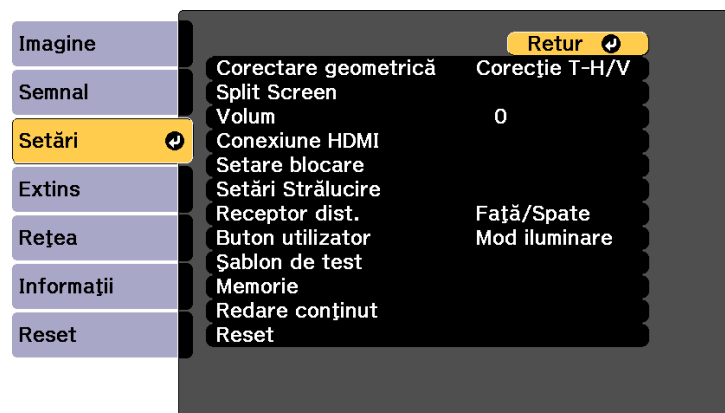 Imagine
Semnal
Setări
Extins
Reţea
Informaţii
Reset
Retur
Corectare geometrică Corecţie T-H/V
Split Screen
Volum 0
Conexiune HDMI
Setare blocare
Setări Strălucire
Receptor dist. Faţă/Spate
Buton utilizator Mod iluminare
Şablon de test
Memorie
Redare conţinut
Reset